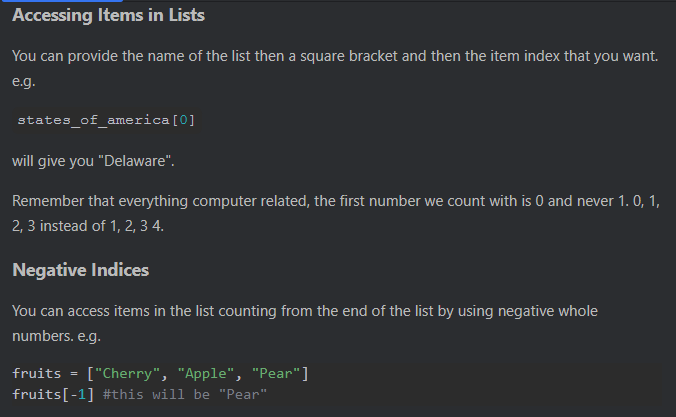 Accessing Items in Lists
You can provide the name of the list then a square bracket and then the item index that you want.
e.g.
states_of_america[0]
will give you "Delaware".
Remember that everything computer related, the first number we count with is 0 and never 1. 0, 1,
2, 3 instead of 1, 2, 3 4.
Negative Indices
You can access items in the list counting from the end of the list by using negative whole
numbers. e.g.
fruits = ["Cherry", "Apple", "Pear"]
fruits[-1] #this will be "Pear"